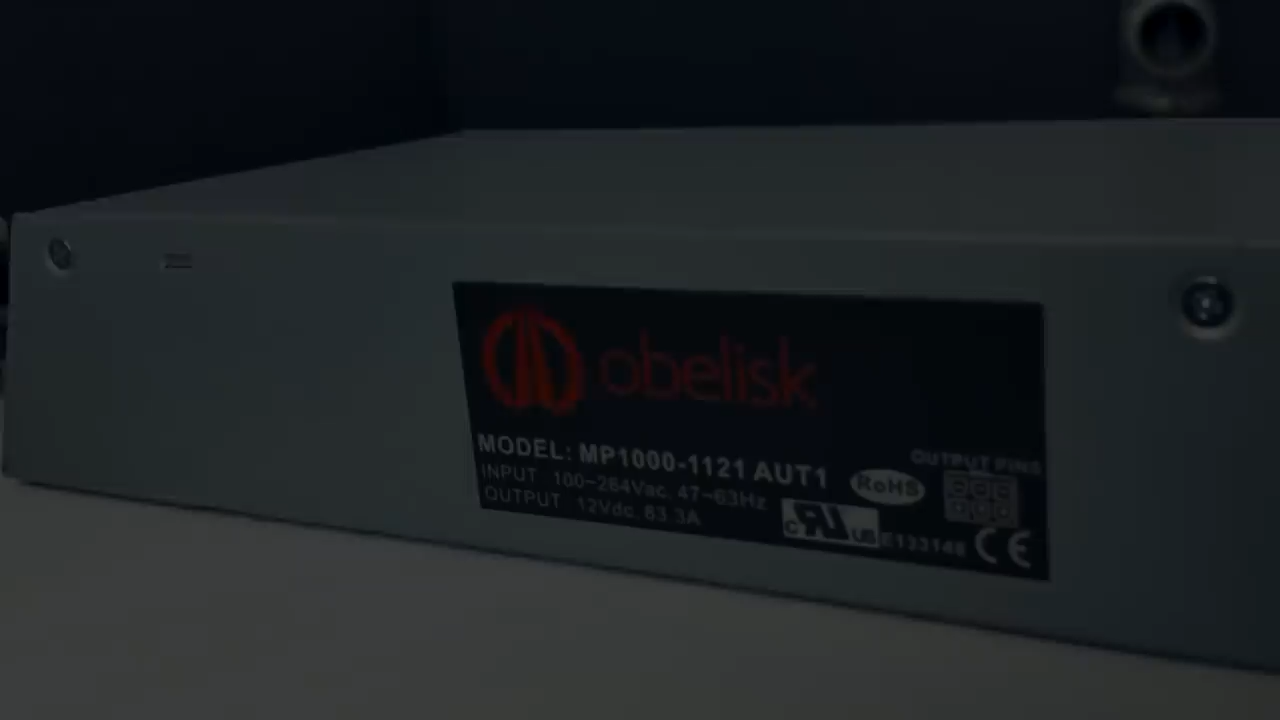 obelisk
MODEL: MP1000-1121 AUT1
INPUT 100~264Vac. 47~63Hz
OUTPUT 12Vdc. 83.3A
RoHS
OUTPUT PINS
c RU US
E133148
CE